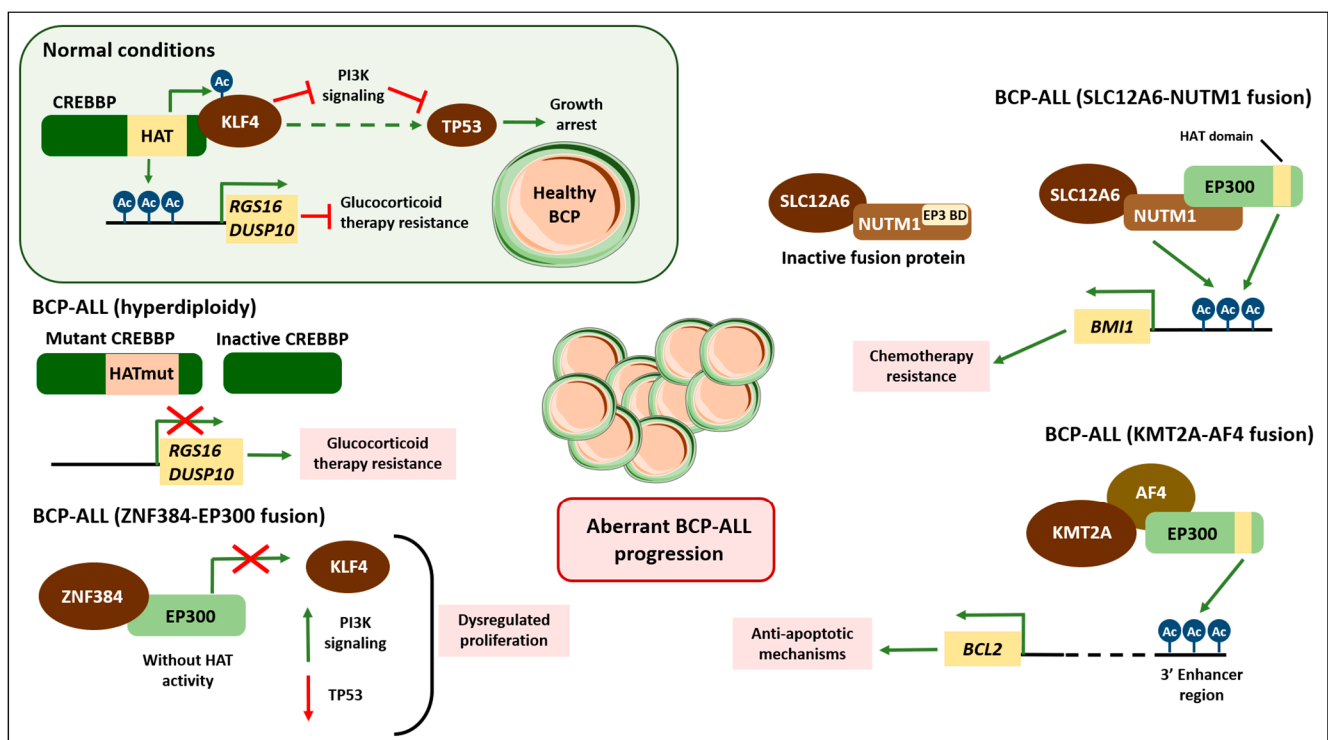 Normal conditions
CREBBP
HAT
Ac
KLF4
PI3K
signaling
TP53
Growth
arrest
Ac Ac Ac
RGS16
DUSP10
Glucocorticoid
therapy resistance
Healthy
BCP
BCP-ALL (hyperdiploidy)
Mutant CREBBP
Inactive CREBBP
HATmut
RGS16
DUSP10
Glucocorticoid
therapy resistance
BCP-ALL (ZNF384-EP300 fusion)
ZNF384
EP300
Without HAT
activity
KLF4
PI3K
signaling
TP53
Dysregulated
proliferation
Aberrant BCP-ALL
progression
BCP-ALL (SLC12A6-NUTM1 fusion)
SLC12A6
NUTM1
EP3 BD
Inactive fusion protein
HAT domain
SLC12A6
NUTM1
EP300
Ac Ac Ac
BMI1
Chemotherapy
resistance
BCP-ALL (KMT2A-AF4 fusion)
AF4
KMT2A
EP300
Ac Ac Ac
3’ Enhancer
region
BCL2
Anti-apoptotic
mechanisms